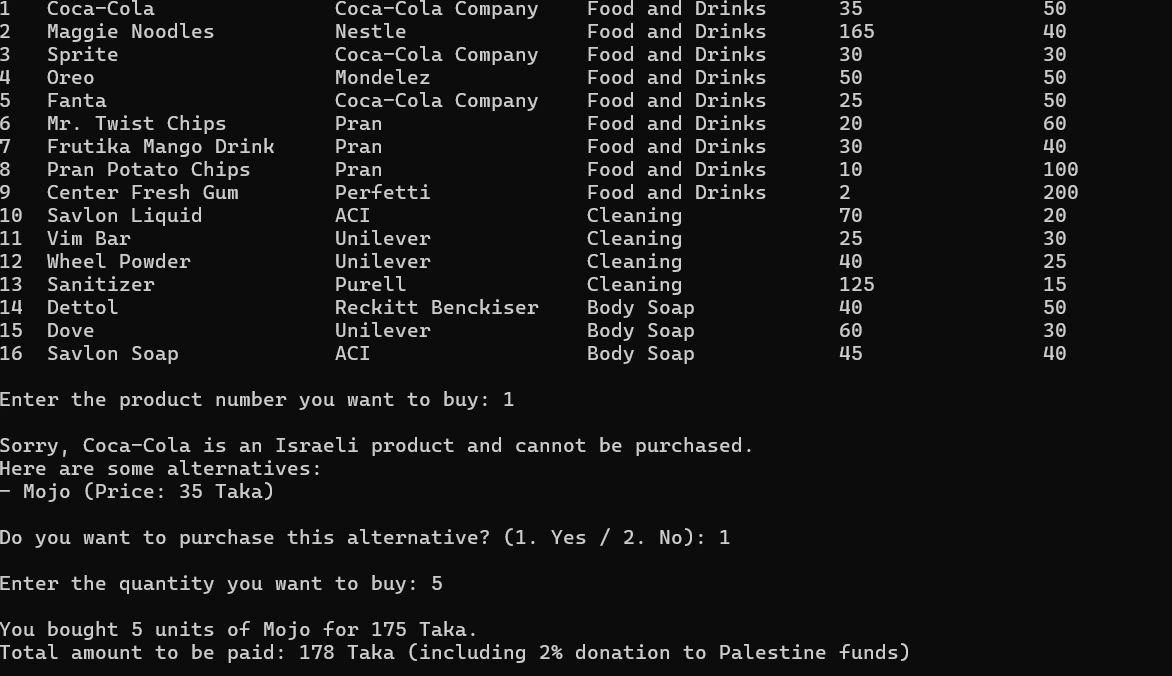 1 Coca-Cola Coca-Cola Company Food and Drinks 35 50
2 Maggie Noodles Nestle Food and Drinks 165 40
3 Sprite Coca-Cola Company Food and Drinks 30 30
4 Oreo Mondelez Food and Drinks 50 50
5 Fanta Coca-Cola Company Food and Drinks 25 50
6 Mr. Twist Chips Pran Food and Drinks 20 60
7 Frutika Mango Drink Pran Food and Drinks 30 40
8 Pran Potato Chips Pran Food and Drinks 10 100
9 Center Fresh Gum Perfetti Food and Drinks 2 200
10 Savlon Liquid ACI Cleaning 70 20
11 Vim Bar Unilever Cleaning 25 30
12 Wheel Powder Unilever Cleaning 40 25
13 Sanitizer Purell Cleaning 125 15
14 Dettol Reckitt Benckiser Body Soap 40 50
15 Dove Unilever Body Soap 60 30
16 Savlon Soap ACI Body Soap 45 40
Enter the product number you want to buy: 1
Sorry, Coca-Cola is an Israeli product and cannot be purchased.
Here are some alternatives:
- Mojo (Price: 35 Taka)
Do you want to purchase this alternative? (1. Yes / 2. No): 1
Enter the quantity you want to buy: 5
You bought 5 units of Mojo for 175 Taka.
Total amount to be paid: 178 Taka (including 2% donation to Palestine funds)